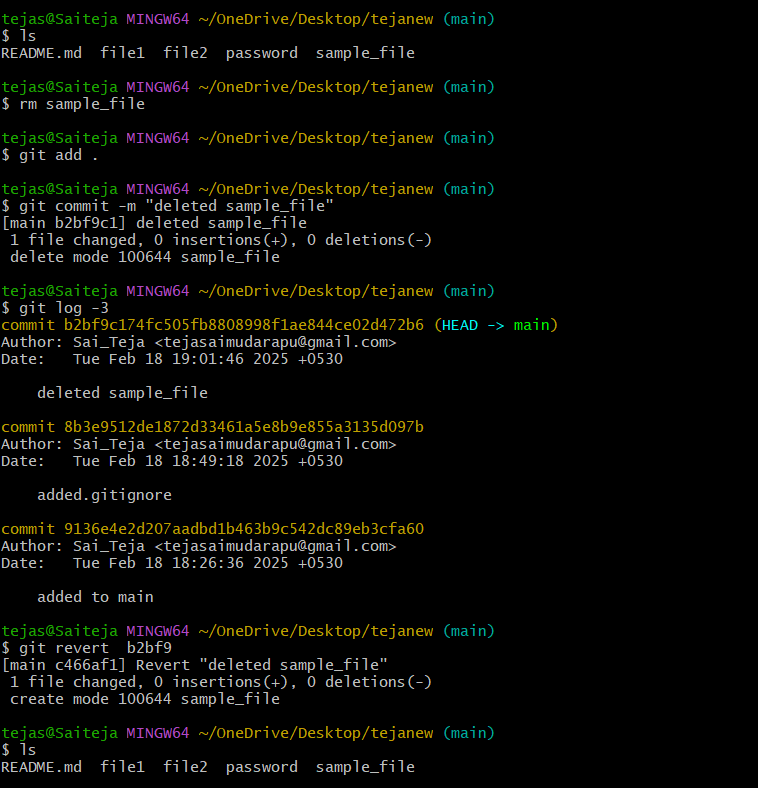 tejas@Saiteja MINGW64 ~/OneDrive/Desktop/tejanew (main)
$ ls
README.md  file1  file2  password  sample_file

tejas@Saiteja MINGW64 ~/OneDrive/Desktop/tejanew (main)
$ rm sample_file

tejas@Saiteja MINGW64 ~/OneDrive/Desktop/tejanew (main)
$ git add .

tejas@Saiteja MINGW64 ~/OneDrive/Desktop/tejanew (main)
$ git commit -m "deleted sample_file"
[main b2bf9c1] deleted sample_file
 1 file changed, 0 insertions(+), 0 deletions(-)
 delete mode 100644 sample_file

tejas@Saiteja MINGW64 ~/OneDrive/Desktop/tejanew (main)
$ git log -3
commit b2bf9c174fc505fb8808998f1ae844ce02d472b6 (HEAD -> main)
Author: Sai_Teja <tejasaimudarapu@gmail.com>
Date:   Tue Feb 18 19:01:46 2025 +0530

    deleted sample_file

commit 8b3e9512de1872d33461a5e8b9e855a3135d097b
Author: Sai_Teja <tejasaimudarapu@gmail.com>
Date:   Tue Feb 18 18:49:18 2025 +0530

    added.gitignore

commit 9136e4e2d207aadbd1b463b9c542dc89eb3cfa60
Author: Sai_Teja <tejasaimudarapu@gmail.com>
Date:   Tue Feb 18 18:26:36 2025 +0530

    added to main

tejas@Saiteja MINGW64 ~/OneDrive/Desktop/tejanew (main)
$ git revert  b2bf9
[main c466af1] Revert "deleted sample_file"
 1 file changed, 0 insertions(+), 0 deletions(-)
 create mode 100644 sample_file

tejas@Saiteja MINGW64 ~/OneDrive/Desktop/tejanew (main)
$ ls
README.md  file1  file2  password  sample_file